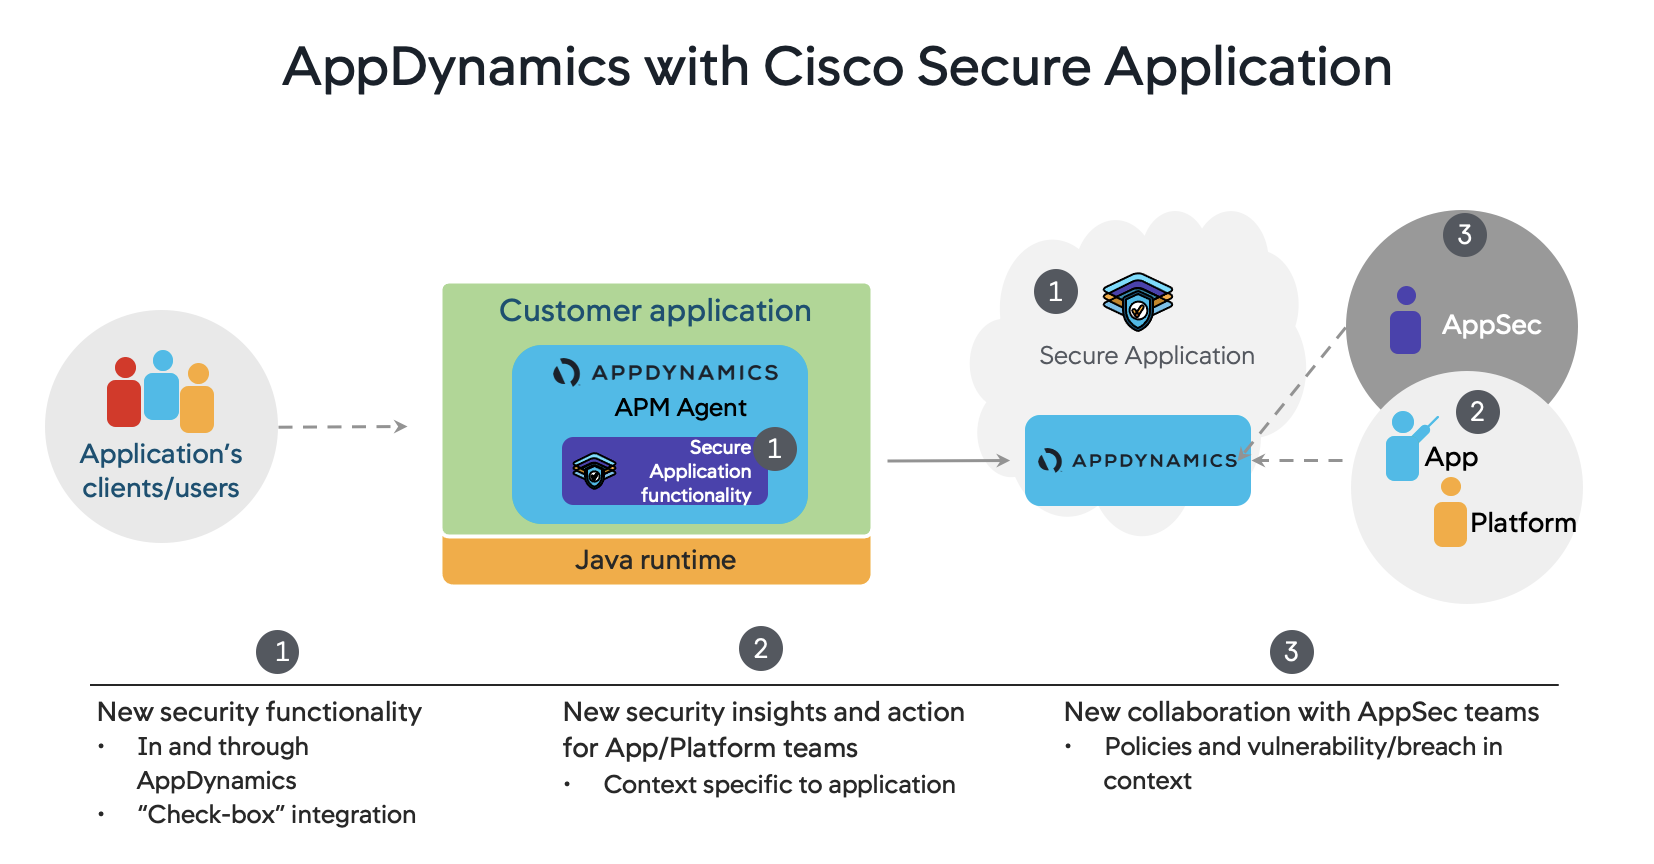 AppDynamics with Cisco Secure Application
Application’s
clients/users
Customer application
APPDYNAMICS
APM Agent
1
Secure
Application
functionality
Java runtime
1
Secure Application
APPDYNAMICS
3
AppSec
2
App
Platform
1
New security functionality
• In and through
AppDynamics
• “Check-box” integration
2
New security insights and action
for App/Platform teams
• Context specific to application
3
New collaboration with AppSec teams
• Policies and vulnerability/breach in
context